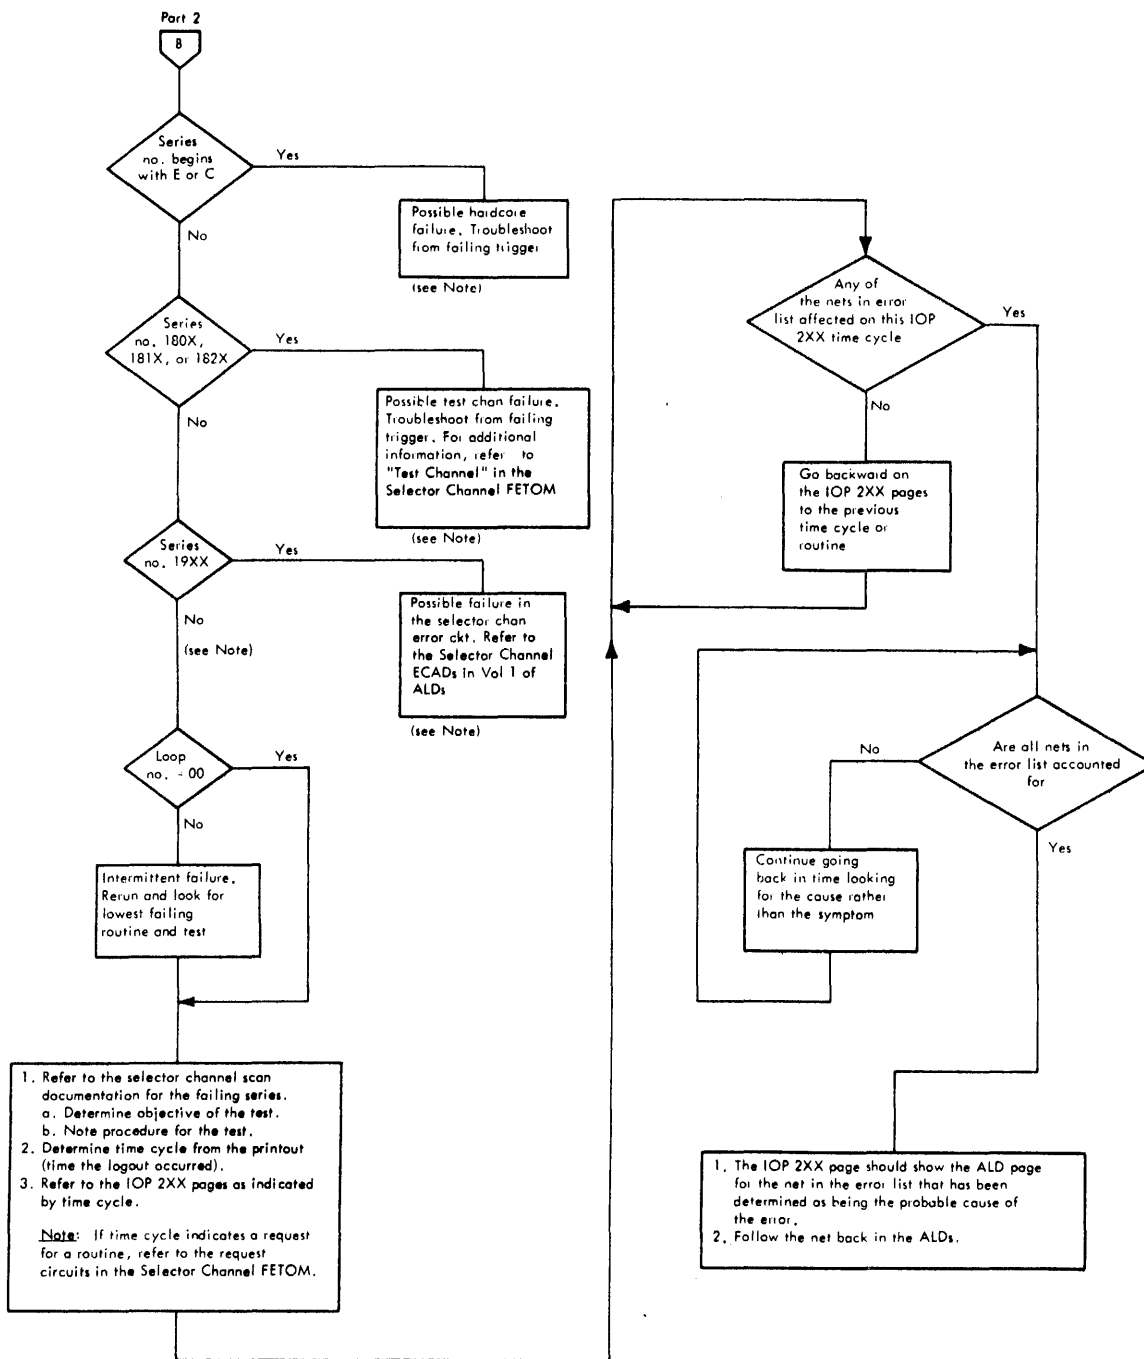 Part 2
B
Series
no. begins
with E or C
Yes
No
Possible hardcore
failure. Troubleshoot
from failing trigger
(see Note)
Series
no. 180X,
181X, or 182X
Yes
No
Possible test chan failure.
Troubleshoot from failing
trigger. For additional
information, refer to
"Test Channel" in the
Selector Channel FETOM
(see Note)
Series
no. 19XX
Yes
No
(see Note)
Possible failure in
the selector chan
error ckt. Refer to
the Selector Channel
ECADs in Vol 1 of
ALDs
(see Note)
Loop
no. - 00
Yes
No
Intermittent failure.
Rerun and look for
lowest failing
routine and test
1. Refer to the selector channel scan
documentation for the failing series.
a. Determine objective of the test.
b. Note procedure for the test.
2. Determine time cycle from the printout
(time the logout occurred).
3. Refer to the IOP 2XX pages as indicated
by time cycle.
Note: If time cycle indicates a request
for a routine, refer to the request
circuits in the Selector Channel FETOM.
Any of
the nets in error
list affected on this IOP
2XX time cycle
Yes
No
Go backward on
the IOP 2XX pages
to the previous
time cycle or
routine
Are all nets in
the error list accounted
for
No
Yes
Continue going
back in time looking
for the cause rather
than the symptom
1. The IOP 2XX page should show the ALD page
for the net in the error list that has been
determined as being the probable cause of
the error.
2. Follow the net back in the ALDs.